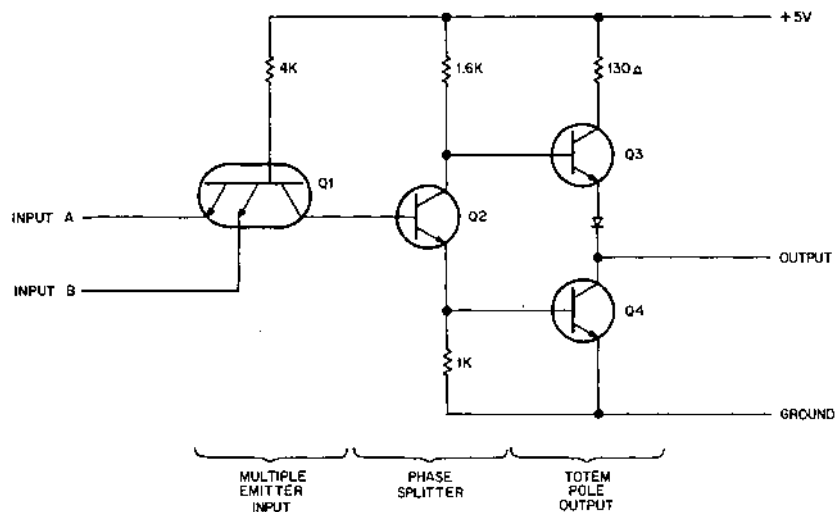 +5V
4K
1.6K
130Ω
Q1
Q3
INPUT A
Q2
OUTPUT
INPUT B
Q4
1K
GROUND
MULTIPLE
EMITTER
INPUT
PHASE
SPLITTER
TOTEM
POLE
OUTPUT